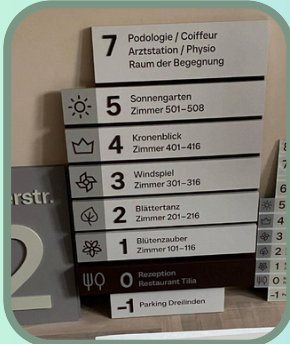 7 Podologie / Coiffeur
Arztstation / Physio
Raum der Begegnung
5 Sonnengarten
Zimmer 501–508
4 Kronenblick
Zimmer 401–416
3 Windspiel
Zimmer 301–316
2 Blättertanz
Zimmer 201–216
1 Blütenzauber
Zimmer 101–116
0 Rezeption
Restaurant Tilia
–1 Parking Dreilinden
erstr.
2
5
4
3
2
1
0
–1